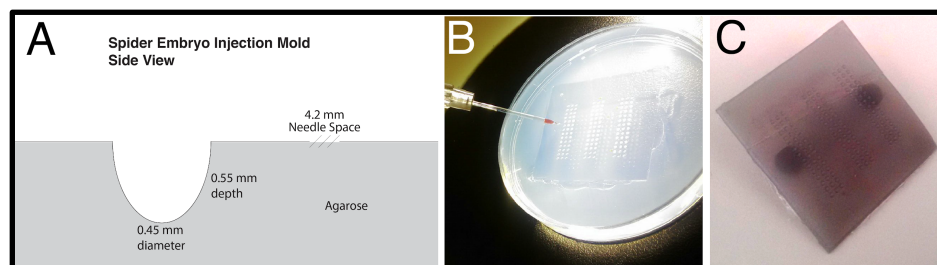 A
Spider Embryo Injection Mold
Side View
4.2 mm
Needle Space
0.55 mm
depth
Agarose
0.45 mm
diameter
B
C